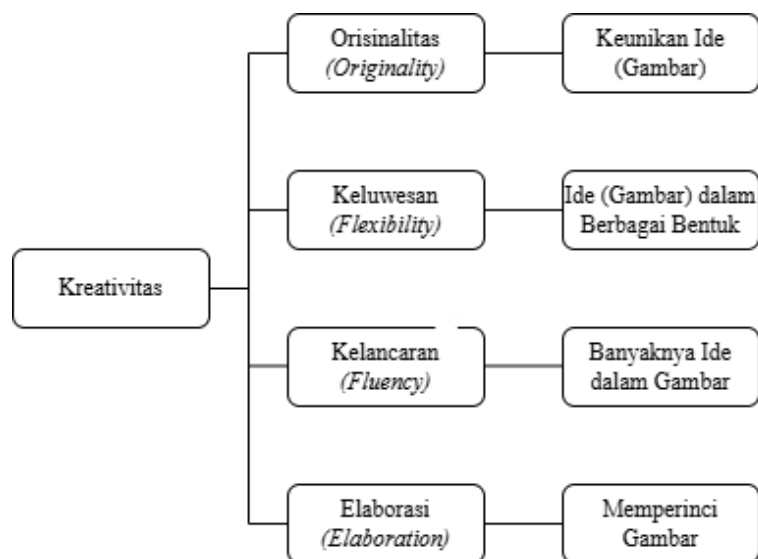 Orisinalitas
(Originality)
Keunikan Ide
(Gambar)
Keluwesan
(Flexibility)
Ide (Gambar) dalam
Berbagai Bentuk
Kreativitas
Kelancaran
(Fluency)
Banyaknya Ide
dalam Gambar
Elaborasi
(Elaboration)
Memperinci
Gambar